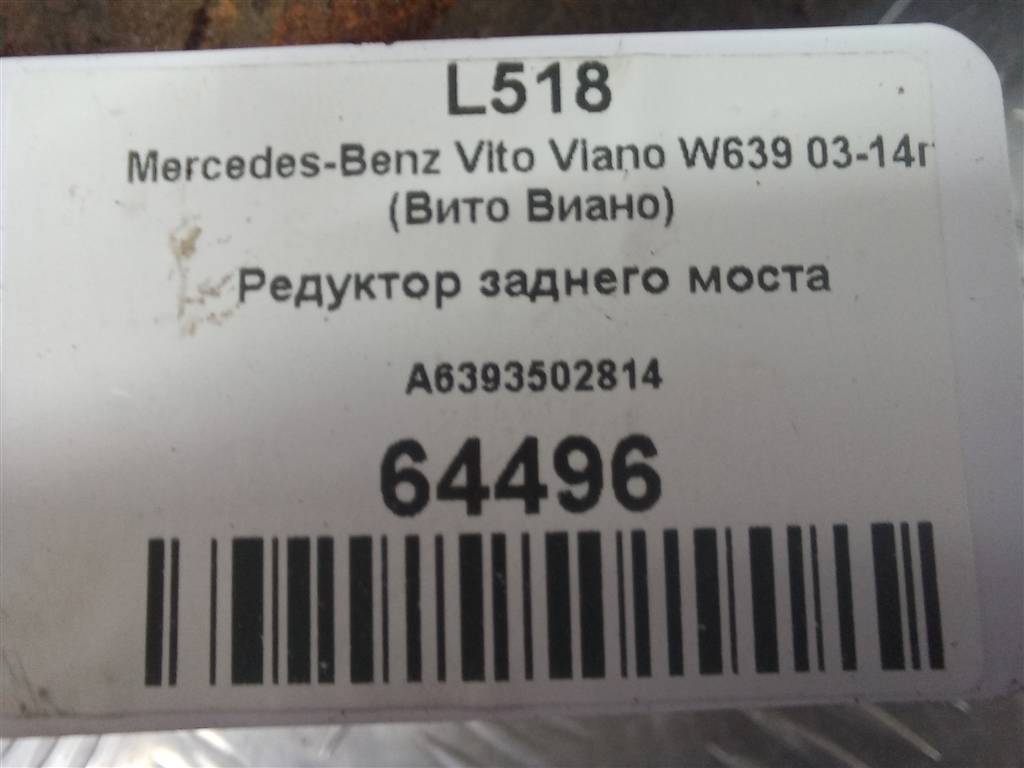 L518
Mercedes-Benz Vito Viano W639 03-14г
(Вито Виано)
Редуктор заднего моста
A6393502814
64496